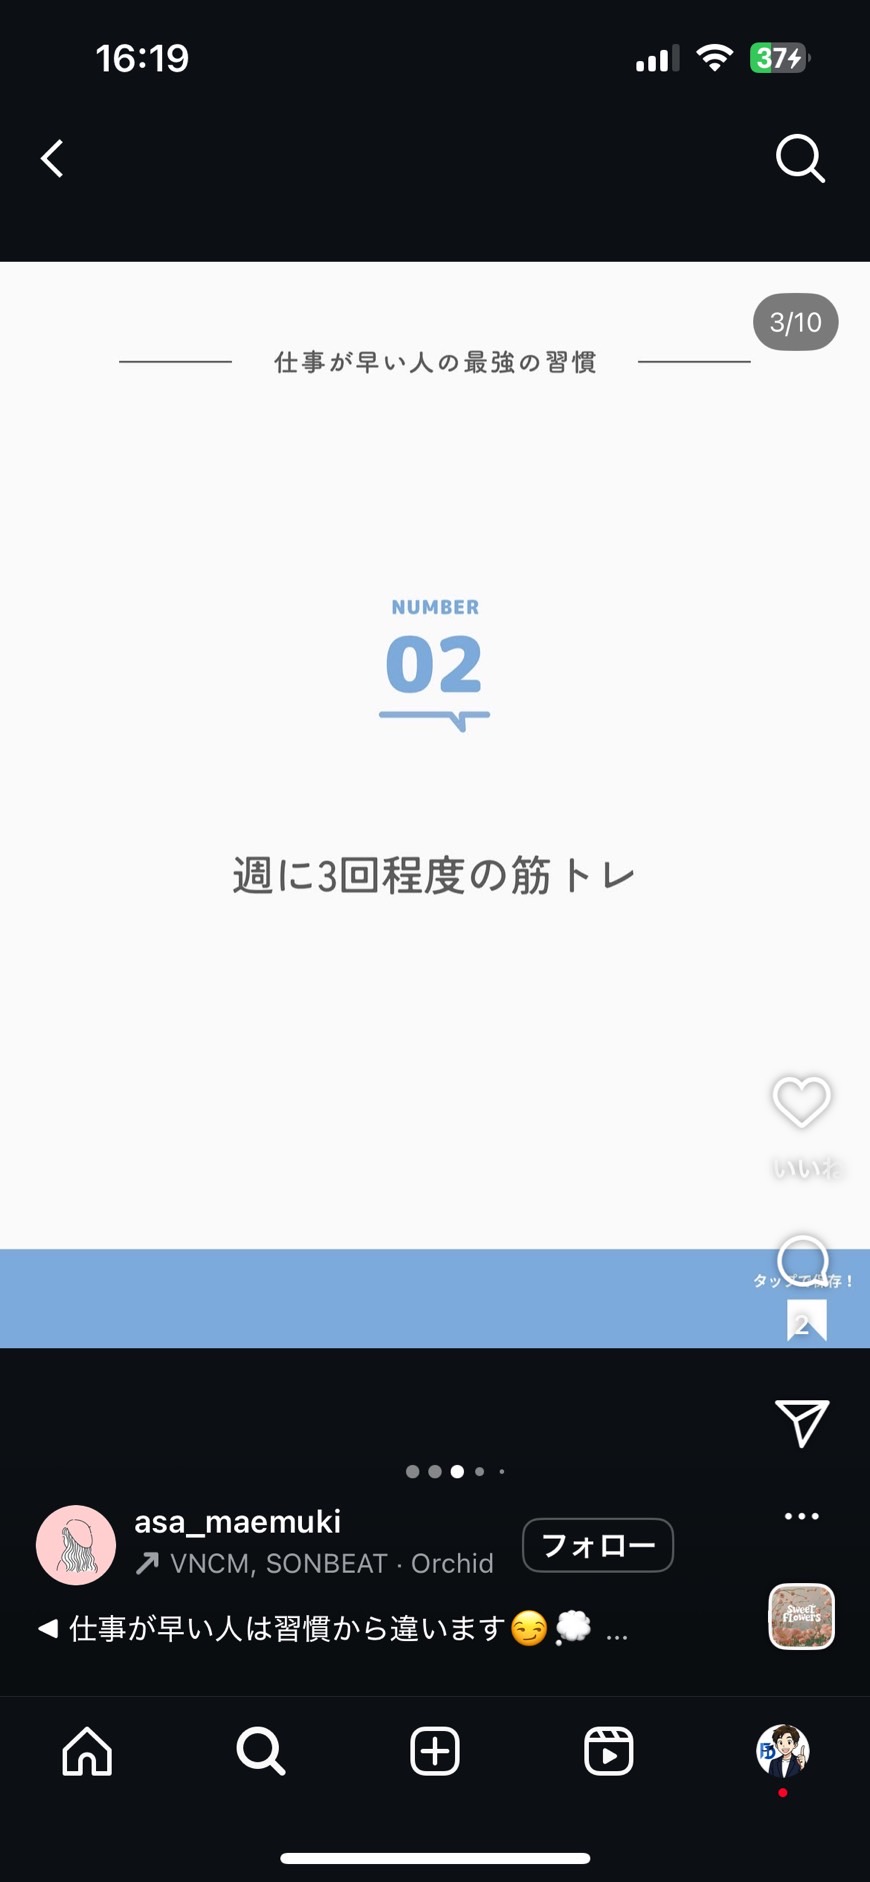 16:19
37
3/10
仕事が早い人の最強の習慣
NUMBER
02
週に3回程度の筋トレ
いいね
タップで保存！
2
asa_maemuki
フォロー
VNCM, SONBEAT · Orchid
仕事が早い人は習慣から違います😏💭 ...
SWEET
FLOWERS